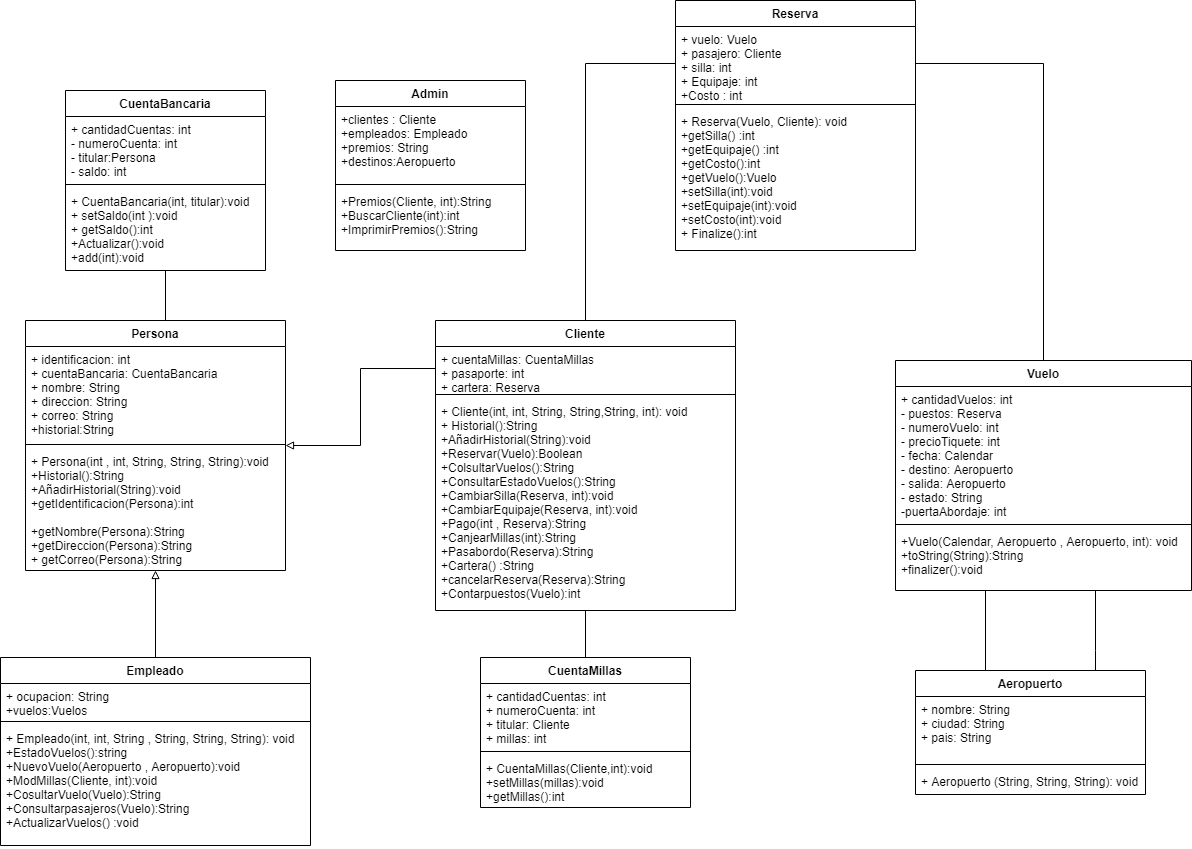 Reserva
+ vuelo: Vuelo
+ pasajero: Cliente
+ silla: int
+ Equipaje: int
+Costo : int
+ Reserva(Vuelo, Cliente): void
+getSilla() :int
+getEquipaje() :int
+getCosto():int
+getVuelo():Vuelo
+setSilla(int):void
+setEquipaje(int):void
+setCosto(int):void
+ Finalize():int
CuentaBancaria
+ cantidadCuentas: int
- numeroCuenta: int
- titular:Persona
- saldo: int
+ CuentaBancaria(int, titular):void
+ setSaldo(int ):void
+ getSaldo():int
+Actualizar():void
+add(int):void
Admin
+clientes : Cliente
+empleados: Empleado
+premios: String
+destinos:Aeropuerto
+Premios(Cliente, int):String
+BuscarCliente(int):int
+ImprimirPremios():String
Persona
+ identificacion: int
+ cuentaBancaria: CuentaBancaria
+ nombre: String
+ direccion: String
+ correo: String
+historial:String
+ Persona(int , int, String, String, String):void
+Historial():String
+AñadirHistorial(String):void
+getIdentificacion(Persona):int
+getNombre(Persona):String
+getDireccion(Persona):String
+ getCorreo(Persona):String
Cliente
+ cuentaMillas: CuentaMillas
+ pasaporte: int
+ cartera: Reserva
+ Cliente(int, int, String, String,String, int): void
+ Historial():String
+AñadirHistorial(String):void
+Reservar(Vuelo):Boolean
+ColsultarVuelos():String
+ConsultarEstadoVuelos():String
+CambiarSilla(Reserva, int):void
+CambiarEquipaje(Reserva, int):void
+Pago(int , Reserva):String
+CanjearMillas(int):String
+Pasabordo(Reserva):String
+Cartera() :String
+cancelarReserva(Reserva):String
+Contarpuestos(Vuelo):int
Vuelo
+ cantidadVuelos: int
- puestos: Reserva
- numeroVuelo: int
- precioTiquete: int
- fecha: Calendar
- destino: Aeropuerto
- salida: Aeropuerto
- estado: String
-puertaAbordaje: int
+Vuelo(Calendar, Aeropuerto , Aeropuerto, int): void
+toString(String):String
+finalizer():void
Empleado
+ ocupacion: String
+vuelos:Vuelos
+ Empleado(int, int, String , String, String, String): void
+EstadoVuelos():string
+NuevoVuelo(Aeropuerto , Aeropuerto):void
+ModMillas(Cliente, int):void
+CosultarVuelo(Vuelo):String
+Consultarpasajeros(Vuelo):String
+ActualizarVuelos() :void
CuentaMillas
+ cantidadCuentas: int
+ numeroCuenta: int
+ titular: Cliente
+ millas: int
+ CuentaMillas(Cliente,int):void
+setMillas(millas):void
+getMillas():int
Aeropuerto
+ nombre: String
+ ciudad: String
+ pais: String
+ Aeropuerto (String, String, String): void